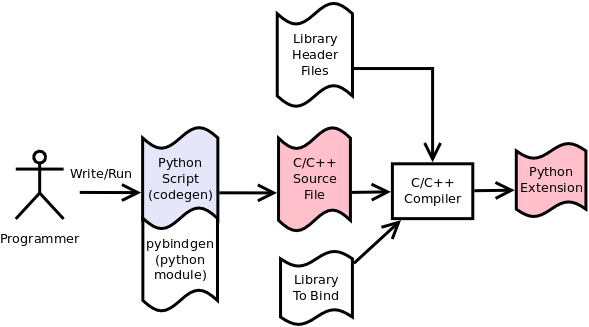 Library
Header
Files
Write/Run
Python
Script
(codegen)
C/C++
Source
File
C/C++
Compiler
Python
Extension
Programmer
pybindgen
(python
module)
Library
To Bind